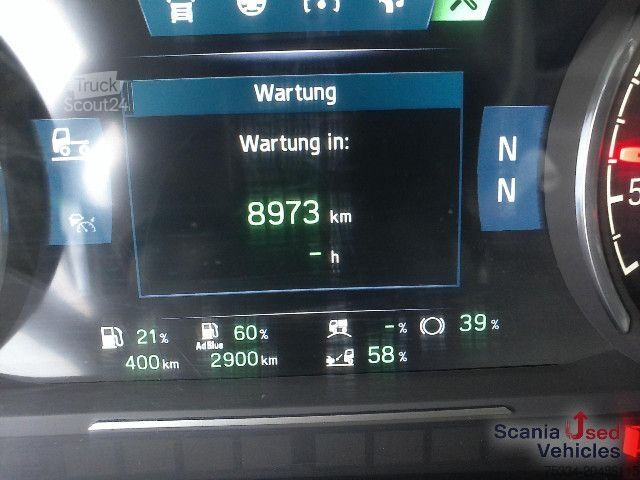 Truck
Scout24
Wartung
Wartung in:
8973 km
- h
N
N
5
21% 60% -% 39%
AdBlue
400 km 2900 km 58%
Scania Used
Vehicles